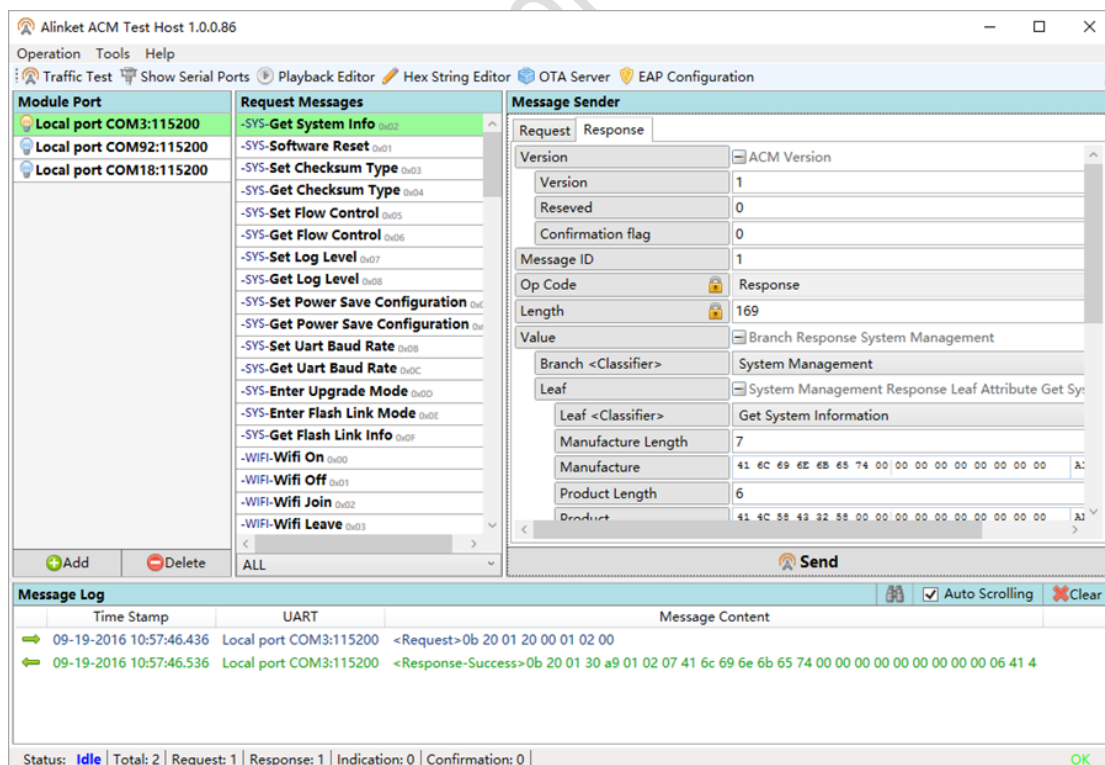 Alinket ACM Test Host 1.0.0.86
Operation Tools Help
Traffic Test Show Serial Ports Playback Editor Hex String Editor OTA Server EAP Configuration
Module Port
Local port COM3:115200
Local port COM92:115200
Local port COM18:115200
Add Delete
Request Messages
-SYS-Get System Info 0x02
-SYS-Software Reset 0x01
-SYS-Set Checksum Type 0x03
-SYS-Get Checksum Type 0x04
-SYS-Set Flow Control 0x05
-SYS-Get Flow Control 0x06
-SYS-Set Log Level 0x07
-SYS-Get Log Level 0x08
-SYS-Set Power Save Configuration
-SYS-Get Power Save Configuration
-SYS-Set Uart Baud Rate 0x0B
-SYS-Get Uart Baud Rate 0x0C
-SYS-Enter Upgrade Mode 0x0D
-SYS-Enter Flash Link Mode 0x0E
-SYS-Get Flash Link Info 0x0F
-WIFI-Wifi On 0x00
-WIFI-Wifi Off 0x01
-WIFI-Wifi Join 0x02
-WIFI-Wifi Leave 0x03
ALL
Message Sender
Request Response
Version ACM Version
Version 1
Reseved 0
Confirmation flag 0
Message ID 1
Op Code Response
Length 169
Value Branch Response System Management
Branch <Classifier> System Management
Leaf System Management Response Leaf Attribute Get Sy
Leaf <Classifier> Get System Information
Manufacture Length 7
Manufacture 41 6C 69 6E 6B 65 74 00 00 00 00 00 00 00 00 00
Product Length 6
Product 41 4C 58 43 32 58 00 00 00 00 00 00 00 00 00 00
Send
Message Log Auto Scrolling Clear
Time Stamp UART Message Content
09-19-2016 10:57:46.436 Local port COM3:115200 <Request>0b 20 01 20 00 01 02 00
09-19-2016 10:57:46.536 Local port COM3:115200 <Response-Success>0b 20 01 30 a9 01 02 07 41 6c 69 6e 6b 65 74 00 00 00 00 00 00 00 00 00 06 41 4
Status: Idle Total: 2 Request: 1 Response: 1 Indication: 0 Confirmation: 0 OK